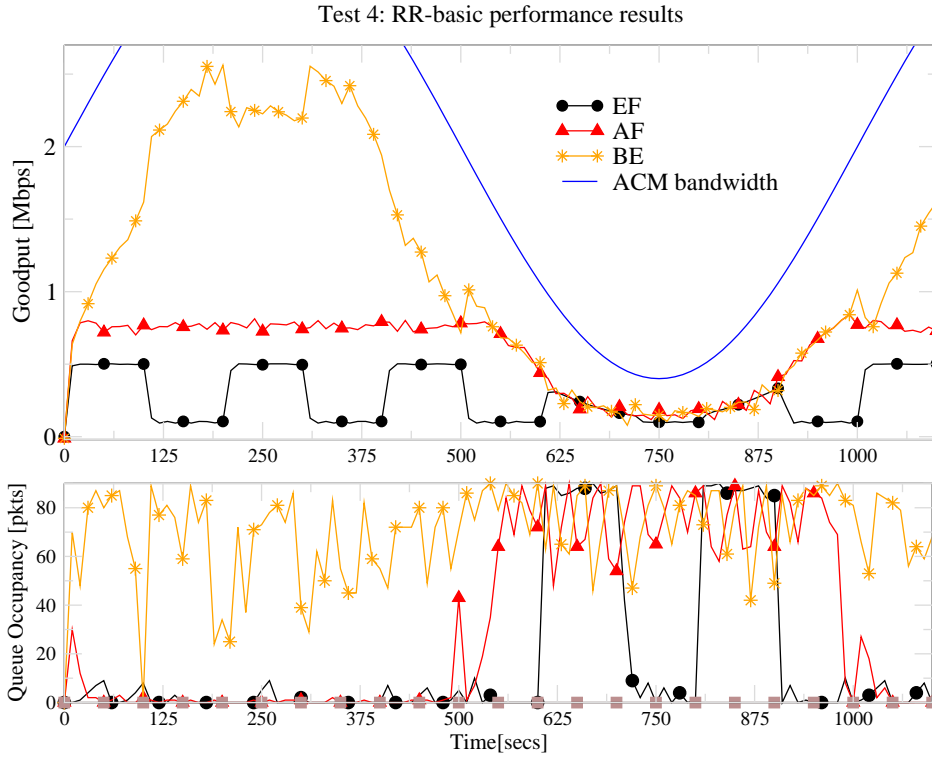 Test 4: RR-basic performance results
Goodput [Mbps]
2
1
0
EF
AF
BE
ACM bandwidth
0 125 250 375 500 625 750 875 1000
Queue Occupancy [pkts]
80
60
40
20
0
0 125 250 375 500 625 750 875 1000
Time[secs]